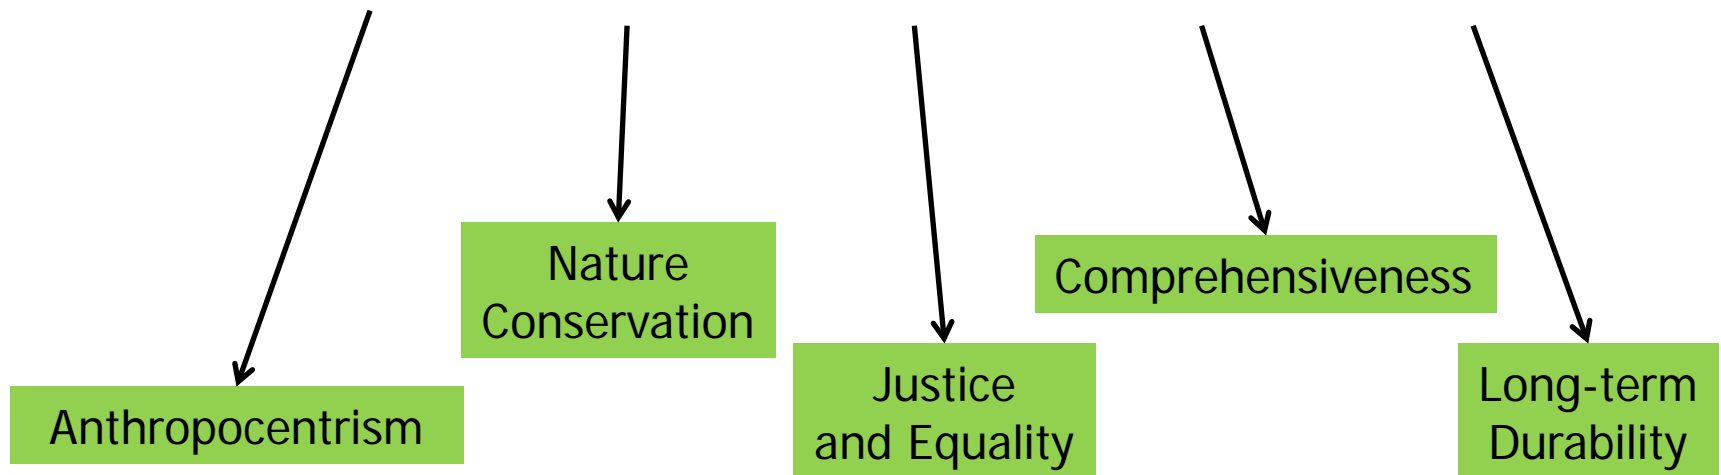 Anthropocentrism
Nature
Conservation
Justice
and Equality
Comprehensiveness
Long-term
Durability